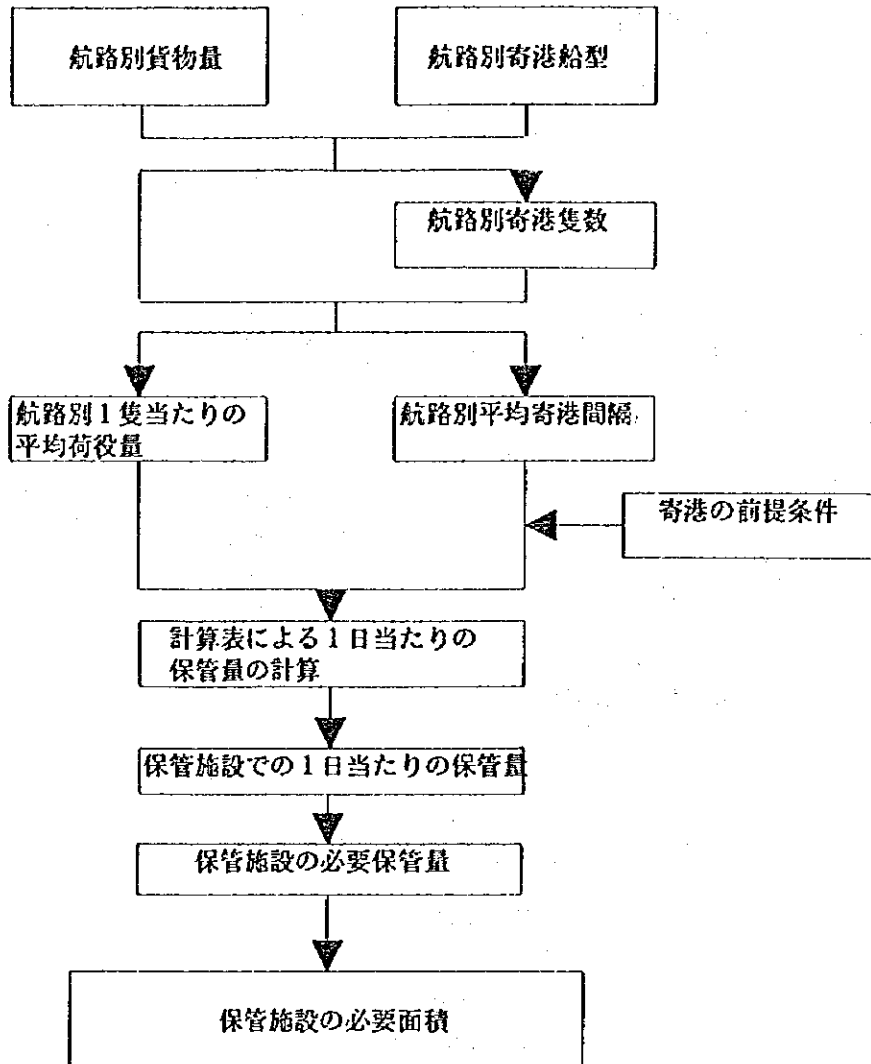 航路別貨物量
航路別寄港船型
航路別寄港隻数
航路別1隻当たりの
平均荷役量
航路別平均寄港間隔
寄港の前提条件
計算表による1日当たりの
保管量の計算
保管施設での1日当たりの保管量
保管施設の必要保管量
保管施設の必要面積